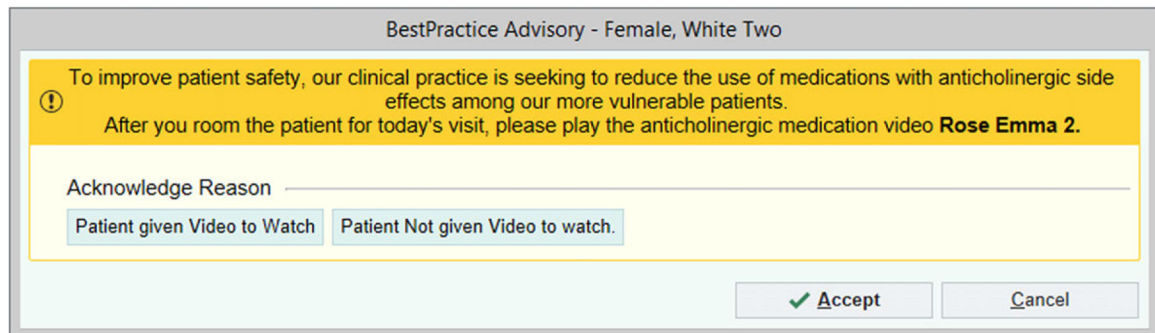 BestPractice Advisory - Female, White Two
To improve patient safety, our clinical practice is seeking to reduce the use of medications with anticholinergic side
effects among our more vulnerable patients.
After you room the patient for today's visit, please play the anticholinergic medication video Rose Emma 2.
Acknowledge Reason
Patient given Video to Watch Patient Not given Video to watch.
Accept Cancel